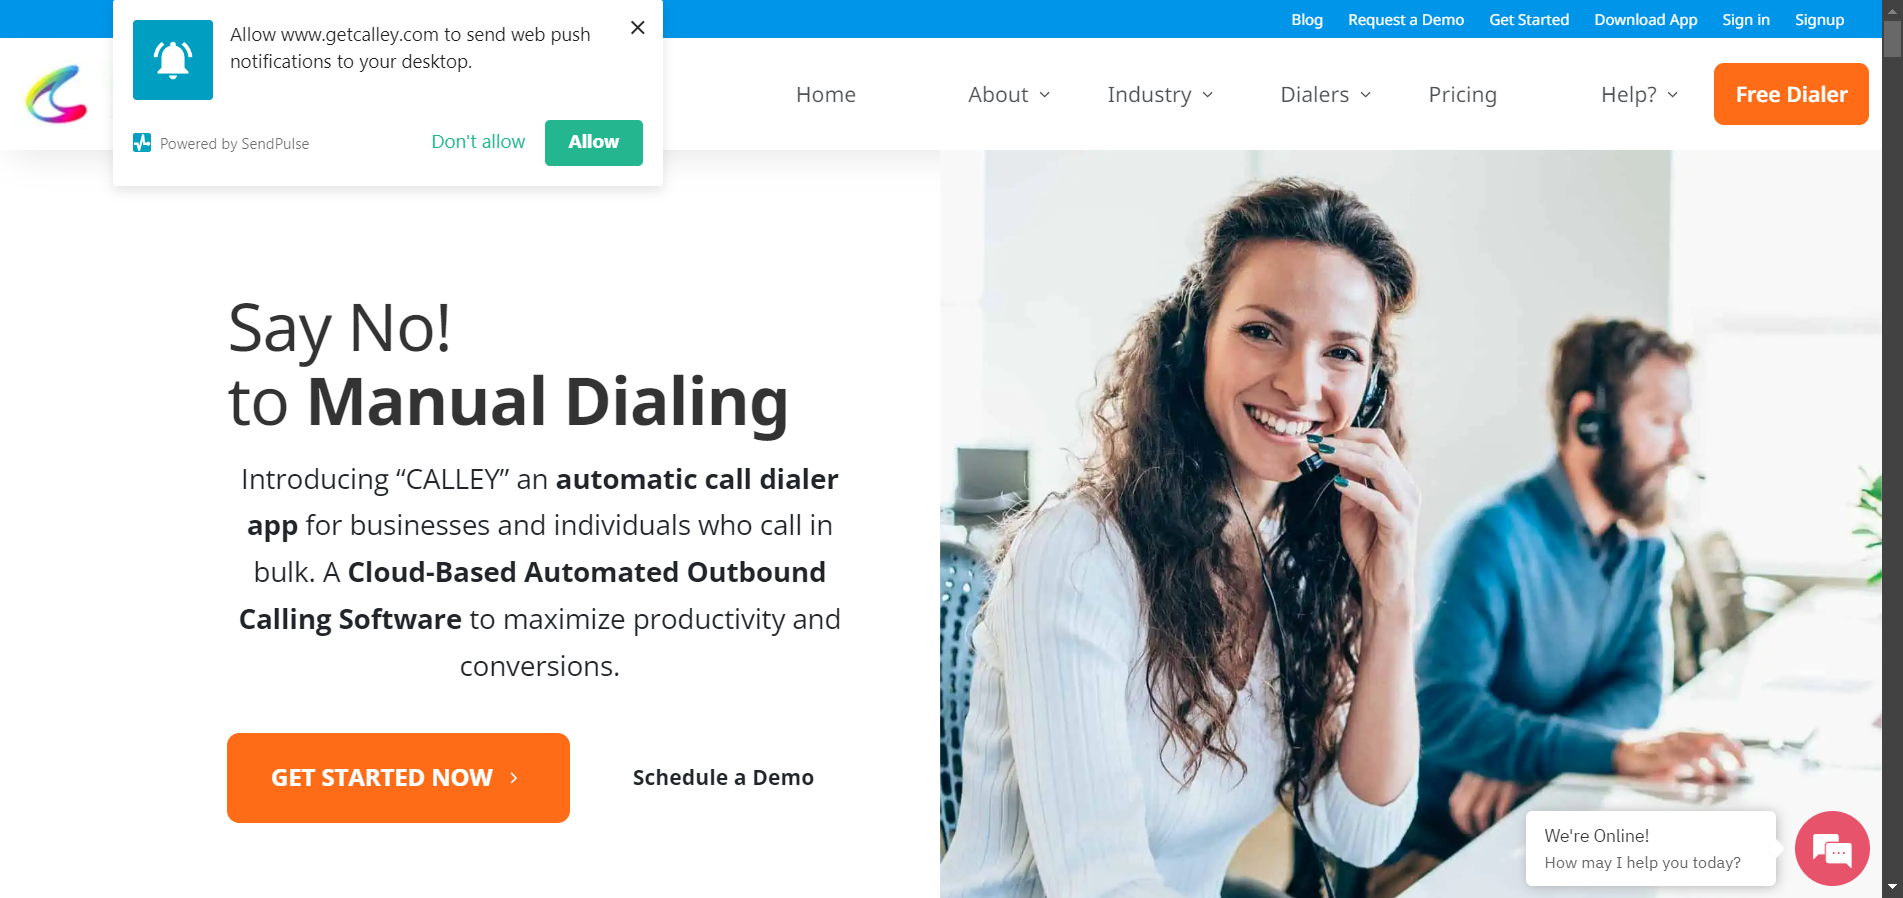 Blog Request a Demo Get Started Download App Sign in Signup
Allow www.getcalley.com to send web push
notifications to your desktop.
Powered by SendPulse
Don't allow
Allow
Home About Industry Dialers Pricing Help? Free Dialer
Say No!
to Manual Dialing
Introducing “CALLEY” an automatic call dialer
app for businesses and individuals who call in
bulk. A Cloud-Based Automated Outbound
Calling Software to maximize productivity and
conversions.
GET STARTED NOW
Schedule a Demo
We're Online!
How may I help you today?